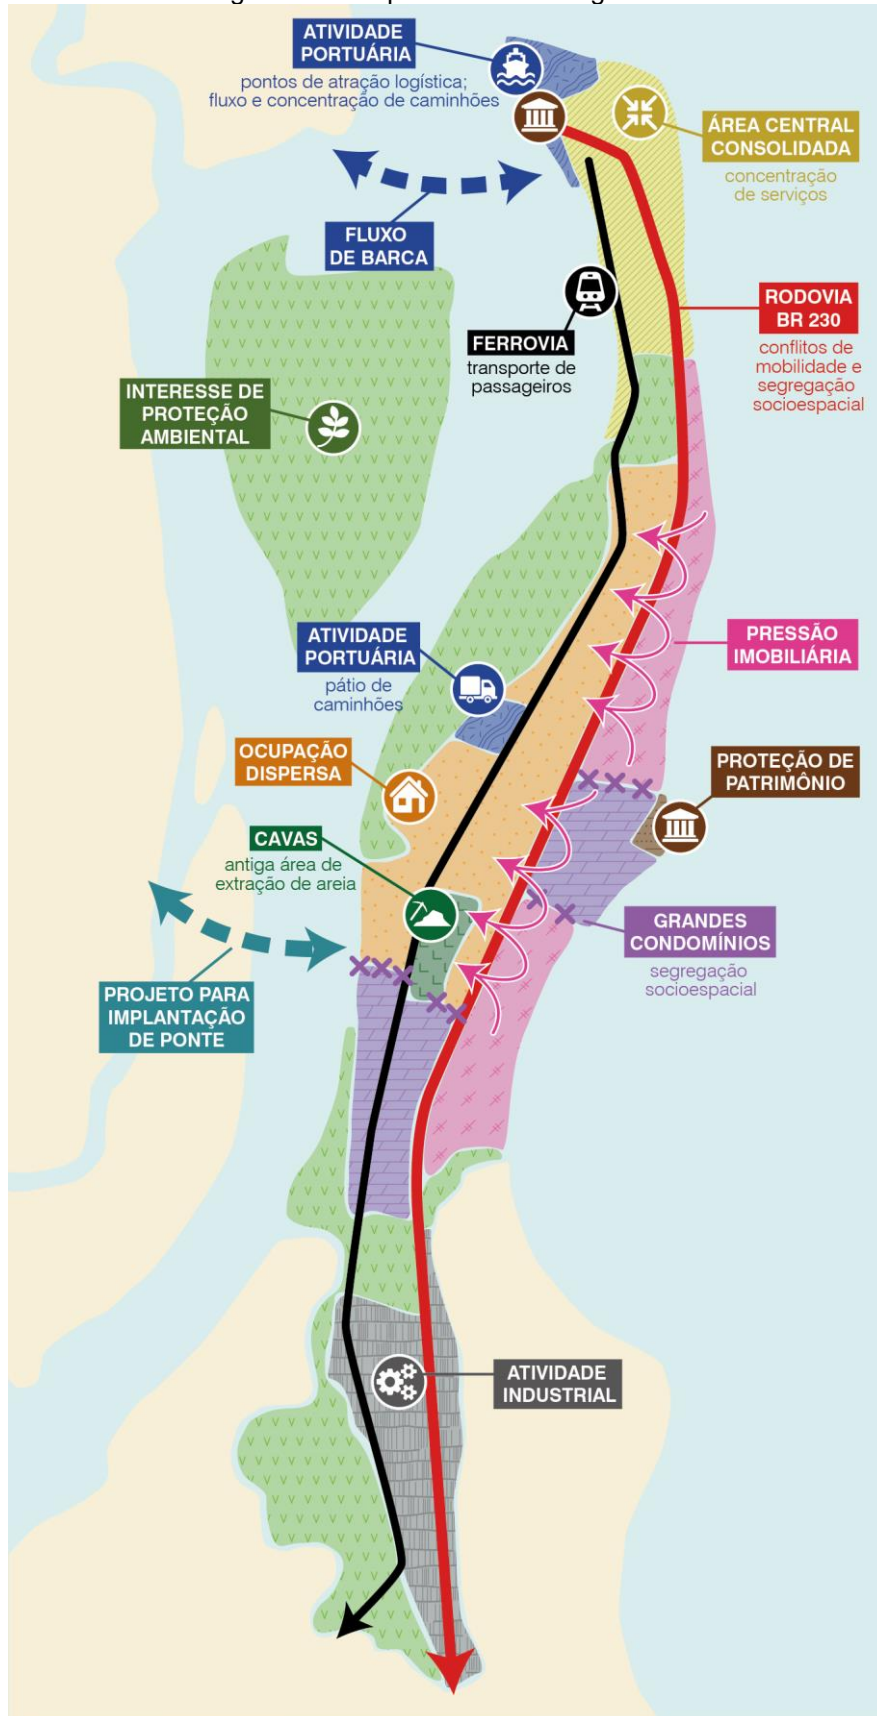 ATIVIDADE
PORTUÁRIA
pontos de atração logística;
fluxo e concentração de caminhões
ÁREA CENTRAL
CONSOLIDADA
concentração
de serviços
FLUXO
DE BARCA
RODOVIA
BR 230
conflitos de
mobilidade e
segregação
socioespacial
FERROVIA
transporte de
passageiros
INTERESSE DE
PROTEÇÃO
AMBIENTAL
ATIVIDADE
PORTUÁRIA
pátio de
caminhões
PRESSÃO
IMOBILIÁRIA
OCUPAÇÃO
DISPERSA
PROTEÇÃO DE
PATRIMÔNIO
CAVAS
antiga área de
extração de areia
GRANDES
CONDOMÍNIOS
segregação
socioespacial
PROJETO PARA
IMPLANTAÇÃO
DE PONTE
ATIVIDADE
INDUSTRIAL